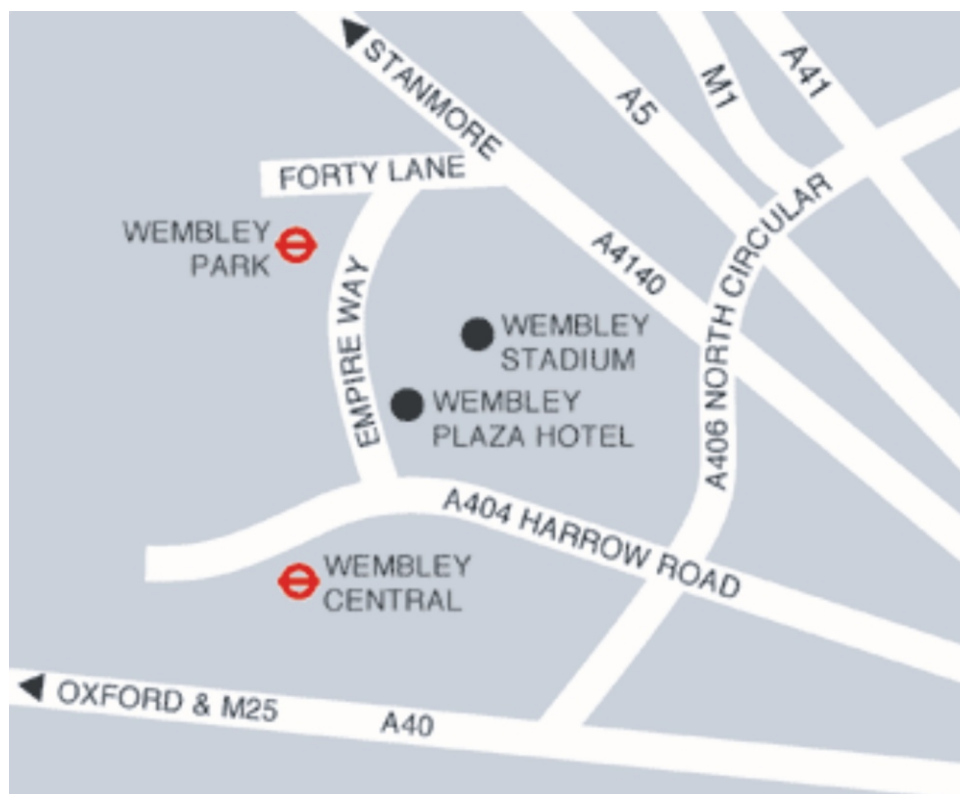 STANMORE
A5
M1
A41
FORTY LANE
WEMBLEY
PARK
A4140
A406 NORTH CIRCULAR
EMPIRE WAY
WEMBLEY
STADIUM
WEMBLEY
PLAZA HOTEL
A404 HARROW ROAD
WEMBLEY
CENTRAL
OXFORD & M25
A40